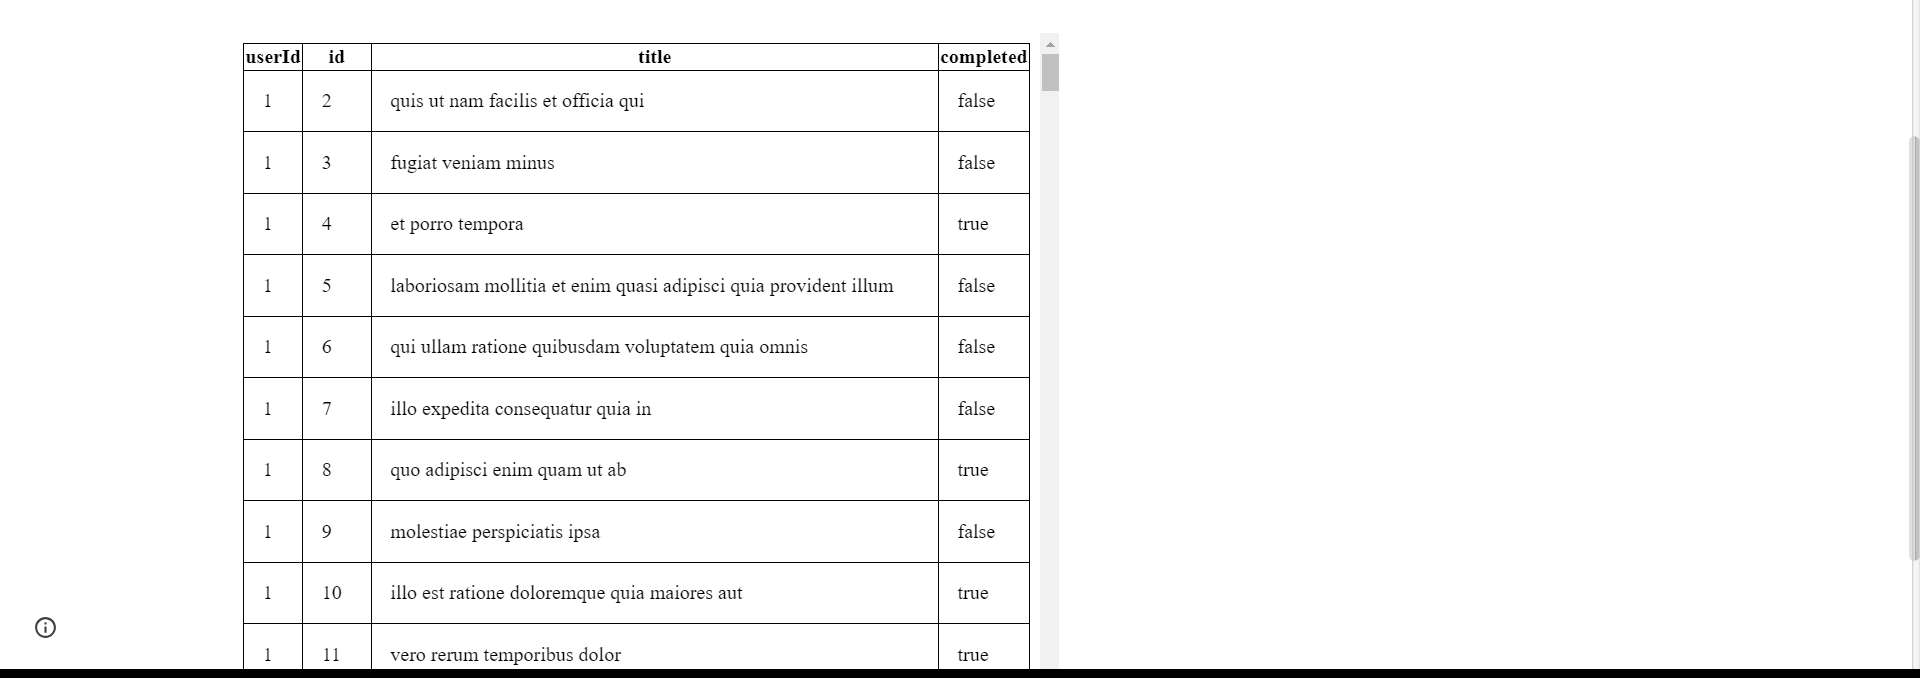 userId id title completed
1 2 quis ut nam facilis et officia qui false
1 3 fugiat veniam minus false
1 4 et porro tempora true
1 5 laboriosam mollitia et enim quasi adipisci quia provident illum false
1 6 qui ullam ratione quibusdam voluptatem quia omnis false
1 7 illo expedita consequatur quia in false
1 8 quo adipisci enim quam ut ab true
1 9 molestiae perspiciatis ipsa false
1 10 illo est ratione doloremque quia maiores aut true
1 11 vero rerum temporibus dolor true